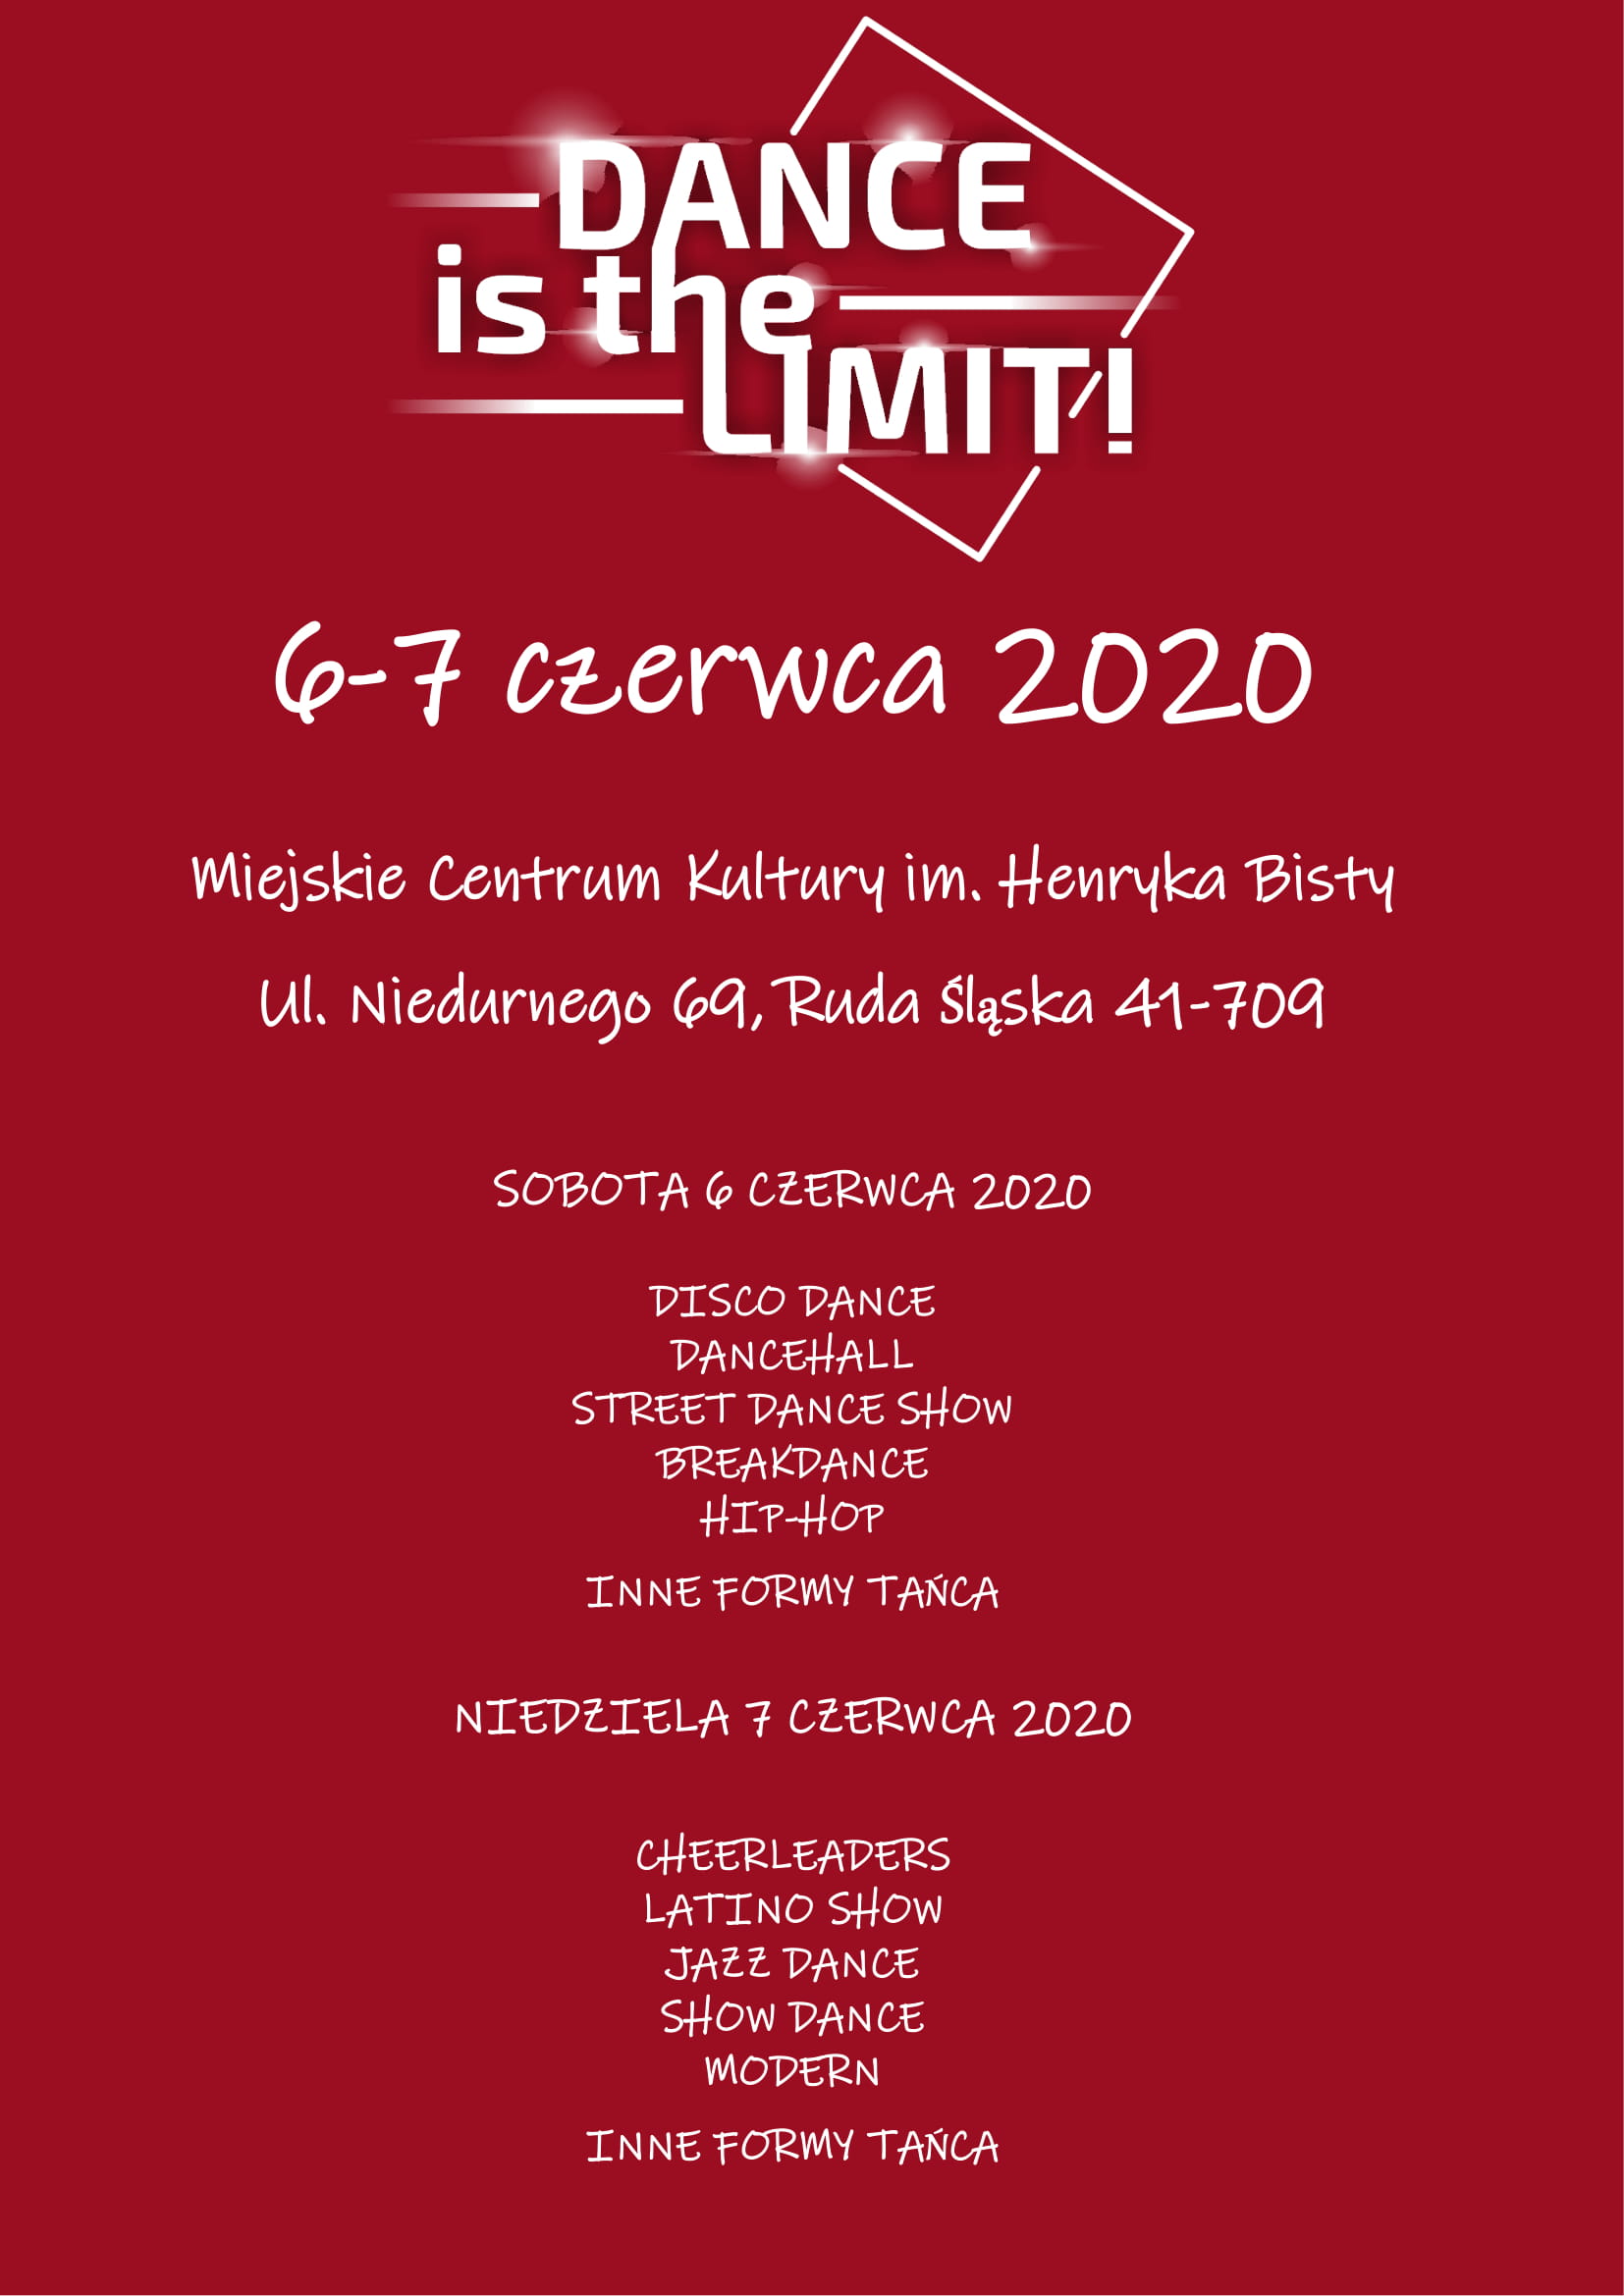 DANCE
is the
LIMIT!
6-7 czerwca 2020
Miejskie Centrum Kultury im. Henryka Bisty
Ul. Niedurnego 69, Ruda Śląska 41-709
SOBOTA 6 CZERWCA 2020
DISCO DANCE
DANCEHALL
STREET DANCE SHOW
BREAKDANCE
HIP-HOP
INNE FORMY TAŃCA
NIEDZIELA 7 CZERWCA 2020
CHEERLEADERS
LATINO SHOW
JAZZ DANCE
SHOW DANCE
MODERN
INNE FORMY TAŃCA